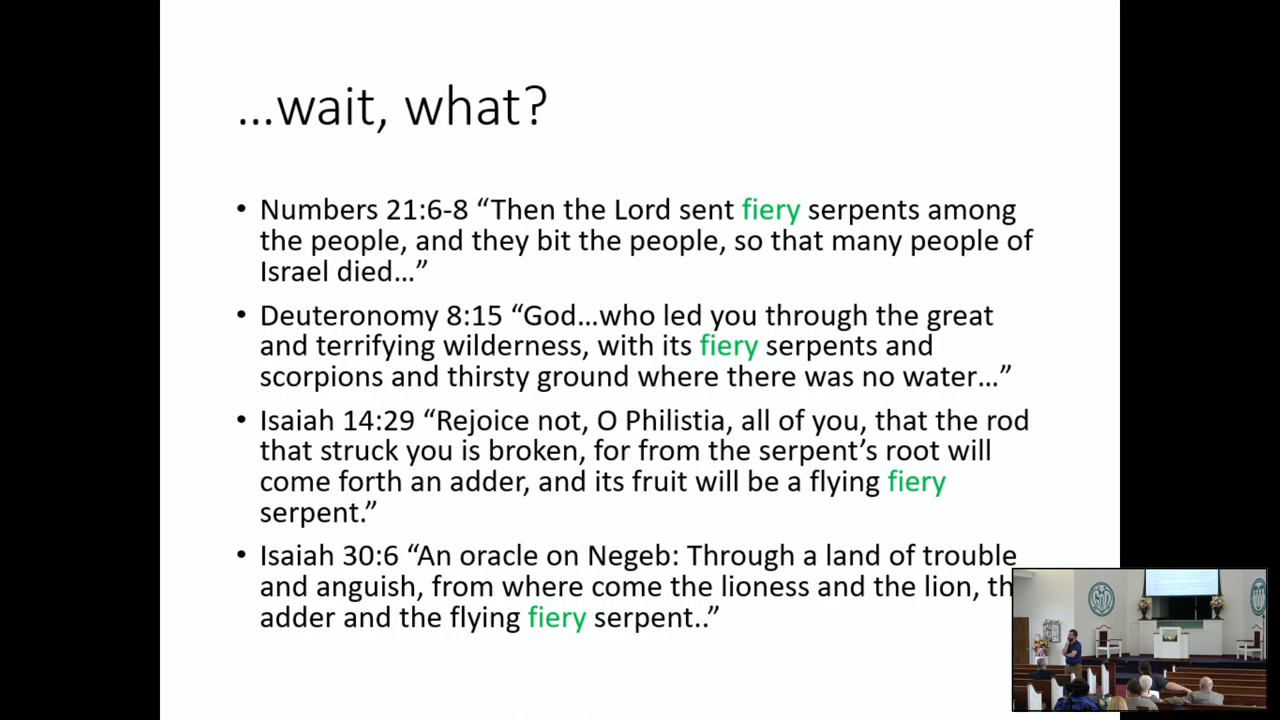 …wait, what?
• Numbers 21:6-8 “Then the Lord sent fiery serpents among
the people, and they bit the people, so that many people of
Israel died…”
• Deuteronomy 8:15 “God…who led you through the great
and terrifying wilderness, with its fiery serpents and
scorpions and thirsty ground where there was no water…”
• Isaiah 14:29 “Rejoice not, O Philistia, all of you, that the rod
that struck you is broken, for from the serpent’s root will
come forth an adder, and its fruit will be a flying fiery
serpent.”
• Isaiah 30:6 “An oracle on Negeb: Through a land of trouble
and anguish, from where come the lioness and the lion, th
adder and the flying fiery serpent..”